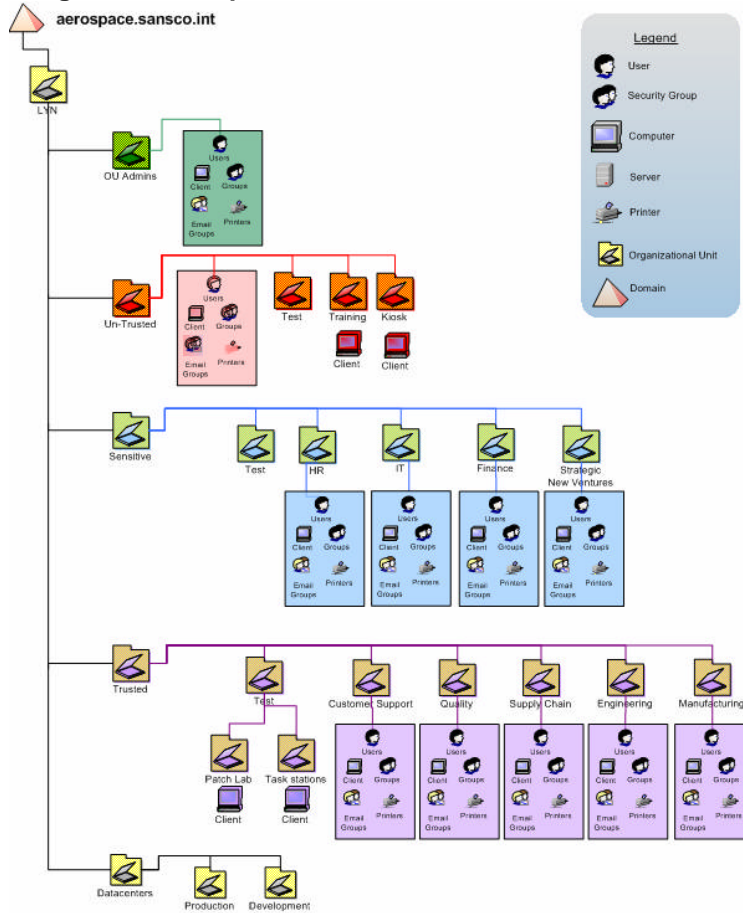 aerospace.sansco.int
Legend
User
Security Group
Computer
Server
Printer
Organizational Unit
Domain
LYN
OU Admins
Users
Client Groups
Email Groups
Printers
Un-Trusted
Users
Client Groups
Email Groups
Printers
Test
Training
Kiosk
Client
Client
Sensitive
Test
HR
IT
Finance
Strategic
New Ventures
Users
Client Groups
Email Groups
Printers
Users
Client Groups
Email Groups
Printers
Users
Client Groups
Email Groups
Printers
Users
Client Groups
Email Groups
Printers
Trusted
Test
Customer Support
Quality
Supply Chain
Engineering
Manufacturing
Patch Lab
Task stations
Client
Client
Users
Client Groups
Email Groups
Printers
Users
Client Groups
Email Groups
Printers
Users
Client Groups
Email Groups
Printers
Users
Client Groups
Email Groups
Printers
Users
Client Groups
Email Groups
Printers
Datacenters
Production
Development